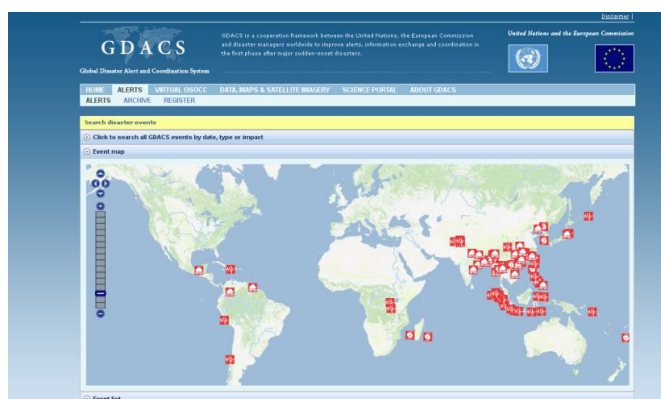 Disclaimer |
GDACS
Global Disaster Alert and Coordination System
GDACS is a cooperation framework between the United Nations, the European Commission
and disaster managers worldwide to improve alerts, information exchange and coordination in
the first phase after major sudden-onset disasters.
United Nations and the European Commission
HOME ALERTS VIRTUAL OSOCC DATA, MAPS & SATELLITE IMAGERY SCIENCE PORTAL ABOUT GDACS
ALERTS ARCHIVE REGISTER
Search disaster events
Click to search all GDACS events by date, type or impact
Event map
Event list